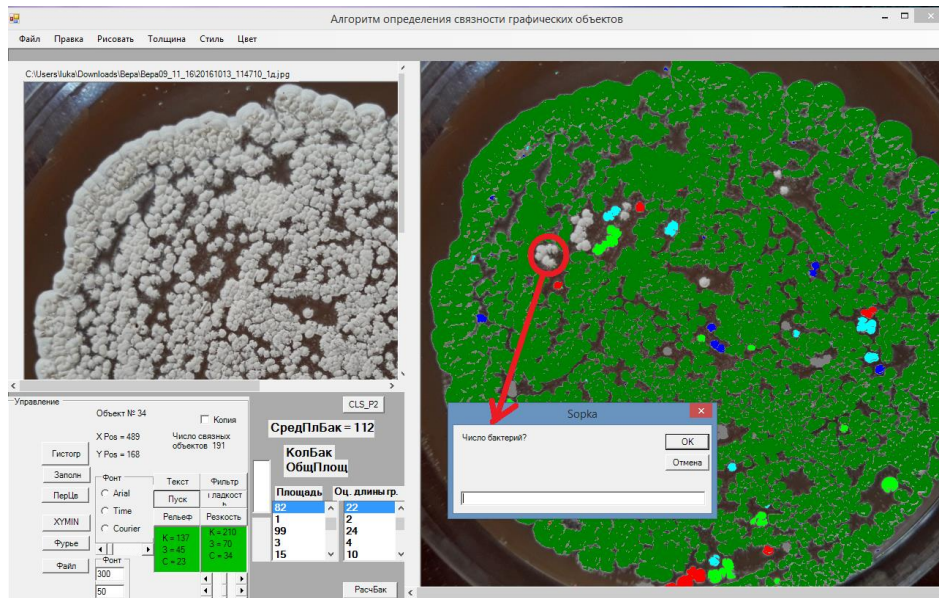 Алгоритм определения связности графических объектов
Файл Правка Рисовать Толщина Стиль Цвет
C:\Users\luka\Downloads\Вера\Вера09_11_16\20161013_114710_1д.jpg
Управление
Объект № 34
Копия
X Pos = 489
Y Pos = 168
Число связных
объектов 191
Гистогр
Заполн
ПерЦв
XYMIN
Фурье
Файл
Фонт
Arial
Time
Courier
Фонт
300
50
Текст Фильтр
Пуск
Рельеф Резкость
K = 137
З = 45
С = 23
K = 210
З = 70
С = 34
CLS_P2
СредПлБак = 112
КолБак
ОбщПлощ
Площадь Оц. длины гр.
82 22
1 2
99 24
3 4
15 10
РасчБак
Sopka
Число бактерий?
OK
Отмена